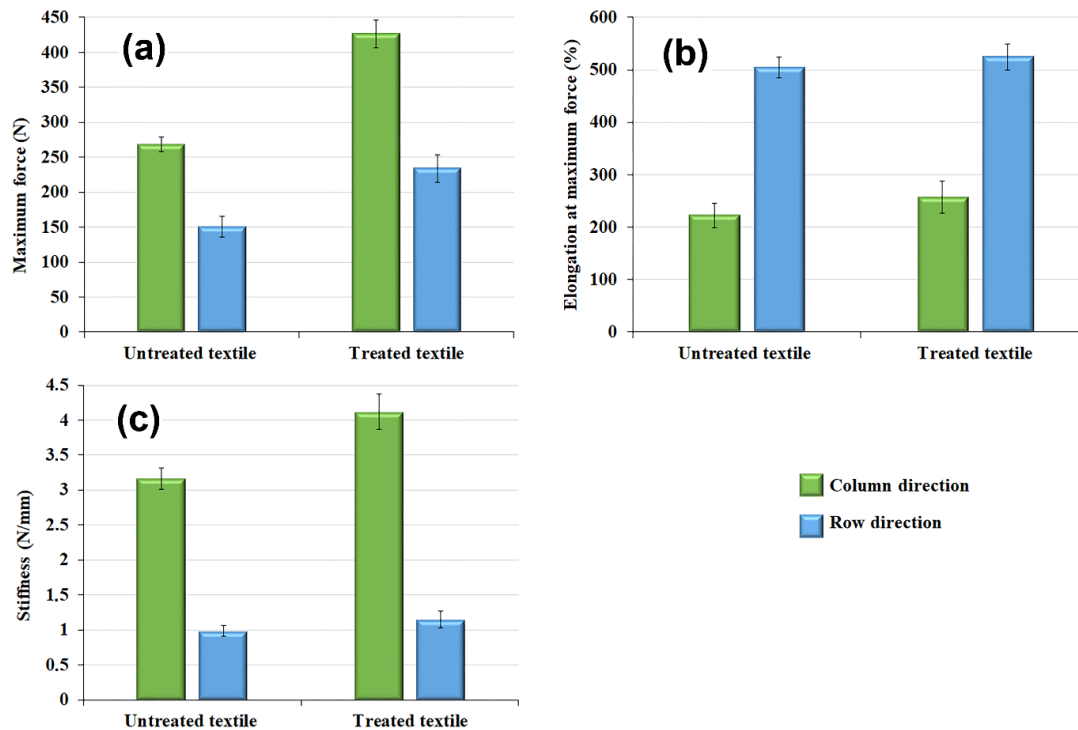 (a)
Maximum force (N)
450
400
350
300
250
200
150
100
50
0
Untreated textile
Treated textile
(b)
Elongation at maximum force (%)
600
500
400
300
200
100
0
Untreated textile
Treated textile
(c)
Stiffness (N/mm)
4.5
4
3.5
3
2.5
2
1.5
1
0.5
0
Untreated textile
Treated textile
Column direction
Row direction